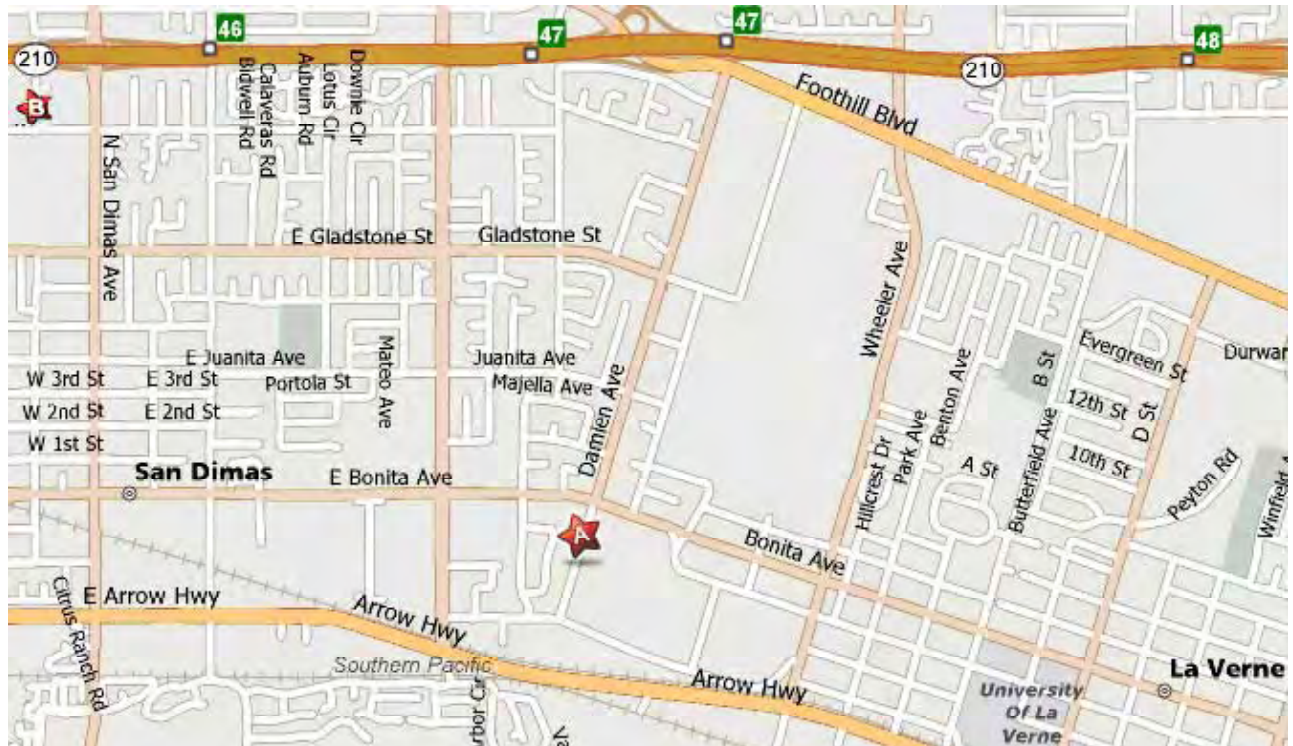 46
47
47
48
210
210
B
Downie Cir
Lotus Cir
Auburn Rd
Calaveras Rd
Bidwell Rd
Foothill Blvd
N San Dimas Ave
E Gladstone St
Gladstone St
Wheeler Ave
E Juanita Ave
Juanita Ave
Mateo Ave
W 3rd St
E 3rd St
Portola St
Majella Ave
W 2nd St
E 2nd St
W 1st St
Damien Ave
Evergreen St
B St
12th St
D St
10th St
Benton Ave
Park Ave
Hillcrest Dr
A St
Butterfield Ave
Peyton Rd
San Dimas
E Bonita Ave
A
Bonita Ave
E Arrow Hwy
Arrow Hwy
Citrus Ranch Rd
Southern Pacific
Arrow Hwy
La Verne
University
Of La
Verne